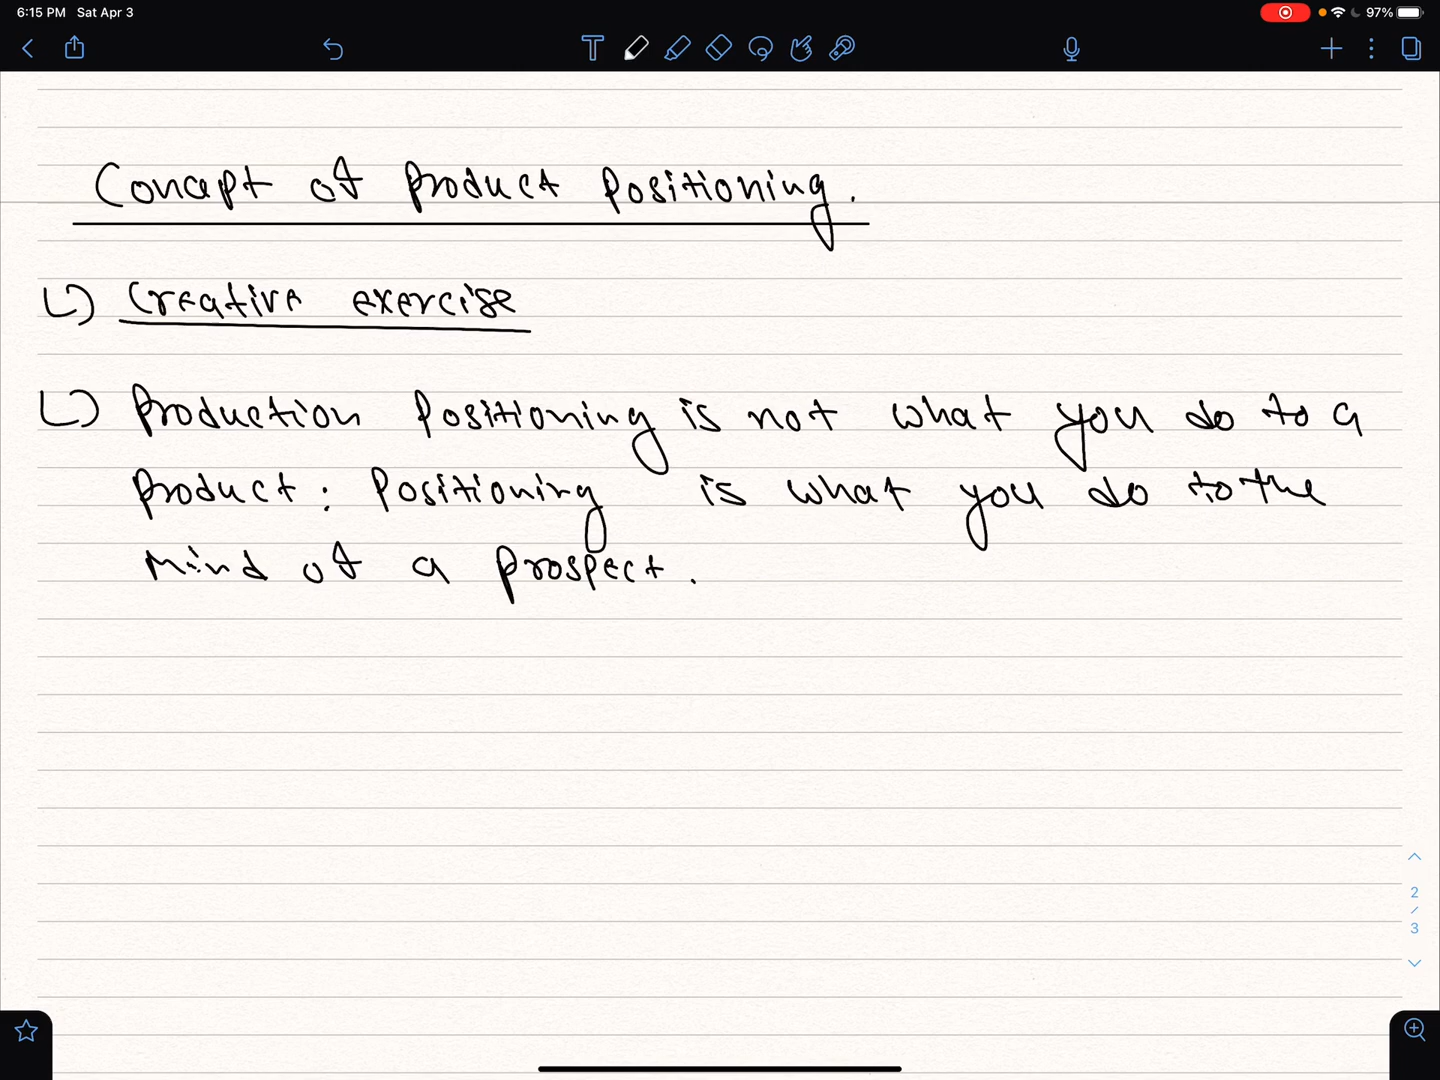 6:15 PM Sat Apr 3 97%
Concept of Product Positioning.
Creative exercise
Production Positioning is not what you do to a
Product: Positioning is what you do to the
Mind of a prospect.
2
/
3